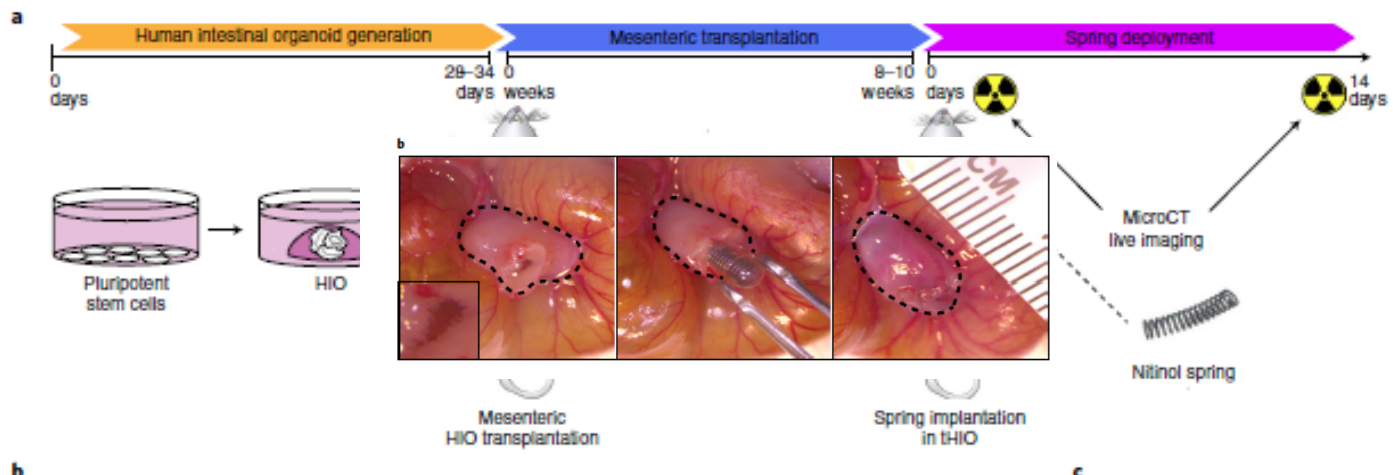 a
Human intestinal organoid generation
Mesenteric transplantation
Spring deployment
0
days
28–34
days
0
weeks
8–10
weeks
0
days
14
days
b
CM
MicroCT
live imaging
Pluripotent
stem cells
HIO
Nitinol spring
Mesenteric
HIO transplantation
Spring implantation
in tHIO
b
c